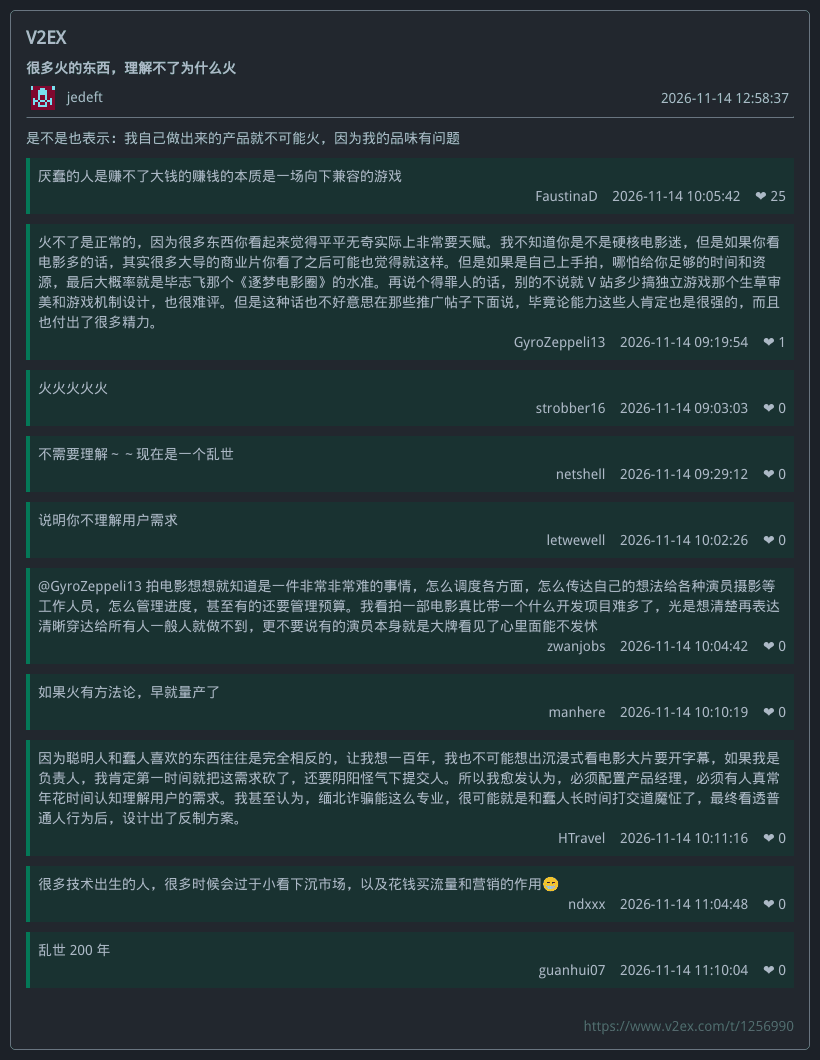 V2EX
很多火的东西，理解不了为什么火
jedeft
2026-11-14 12:58:37
是不是也表示：我自己做出来的产品就不可能火，因为我的品味有问题
厌蠢的人是赚不了大钱的赚钱的本质是一场向下兼容的游戏
FaustinaD 2026-11-14 10:05:42 ❤ 25
火不了是正常的，因为很多东西你看起来觉得平平无奇实际上非常要天赋。我不知道你是不是硬核电影迷，但是如果你看
电影多的话，其实很多大导的商业片你看了之后可能也觉得就这样。但是如果是自己上手拍，哪怕给你足够的时间和资
源，最后大概率就是毕志飞那个《逐梦电影圈》的水准。再说个得罪人的话，别的不说就 V 站多少搞独立游戏那个生草审
美和游戏机制设计，也很难评。但是这种话也不好意思在那些推广帖子下面说，毕竟论能力这些人肯定也是很强的，而且
也付出了很多精力。
GyroZeppeli13 2026-11-14 09:19:54 ❤ 1
火火火火火
strobber16 2026-11-14 09:03:03 ❤ 0
不需要理解 ~ ~ 现在是一个乱世
netshell 2026-11-14 09:29:12 ❤ 0
说明你不理解用户需求
letwewell 2026-11-14 10:02:26 ❤ 0
@GyroZeppeli13 拍电影想想就知道是一件非常非常难的事情，怎么调度各方面，怎么传达自己的想法给各种演员摄影等
工作人员，怎么管理进度，甚至有的还要管理预算。我看拍一部电影真比带一个什么开发项目难多了，光是想清楚再表达
清晰穿达给所有人一般人就做不到，更不要说有的演员本身就是大牌看见了心里面能不发怵
zwanjobs 2026-11-14 10:04:42 ❤ 0
如果火有方法论，早就量产了
manhere 2026-11-14 10:10:19 ❤ 0
因为聪明人和蠢人喜欢的东西往往是完全相反的，让我想一百年，我也不可能想出沉浸式看电影大片要开字幕，如果我是
负责人，我肯定第一时间就把这需求砍了，还要阴阳怪气下提交人。所以我愈发认为，必须配置产品经理，必须有人真常
年花时间认知理解用户的需求。我甚至认为，缅北诈骗能这么专业，很可能就是和蠢人长时间打交道魔怔了，最终看透普
通人行为后，设计出了反制方案。
HTravel 2026-11-14 10:11:16 ❤ 0
很多技术出生的人，很多时候会过于小看下沉市场，以及花钱买流量和营销的作用😂
ndxxx 2026-11-14 11:04:48 ❤ 0
乱世 200 年
guanhui07 2026-11-14 11:10:04 ❤ 0
https://www.v2ex.com/t/1256990